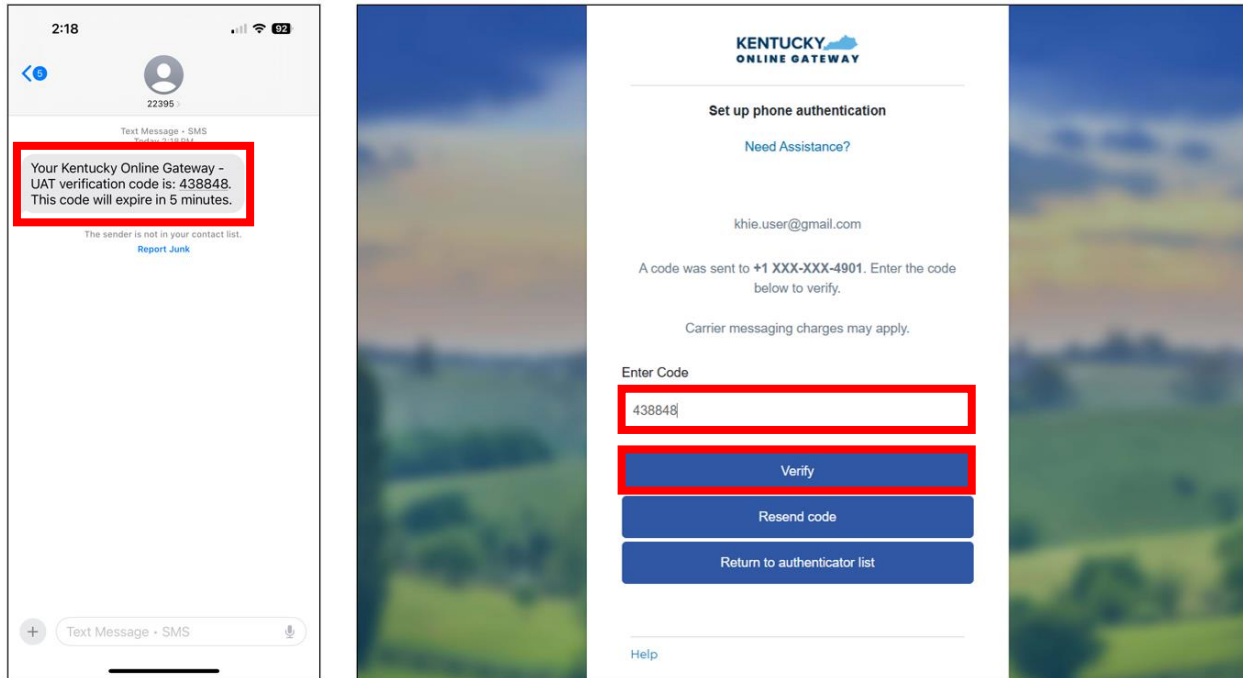 2:18
92
5
22395
Text Message • SMS
Today 2:18 PM
Your Kentucky Online Gateway -
UAT verification code is: 438848.
This code will expire in 5 minutes.
The sender is not in your contact list.
Report Junk
+ Text Message • SMS
KENTUCKY
ONLINE GATEWAY
Set up phone authentication
Need Assistance?
khie.user@gmail.com
A code was sent to +1 XXX-XXX-4901. Enter the code
below to verify.
Carrier messaging charges may apply.
Enter Code
438848
Verify
Resend code
Return to authenticator list
Help